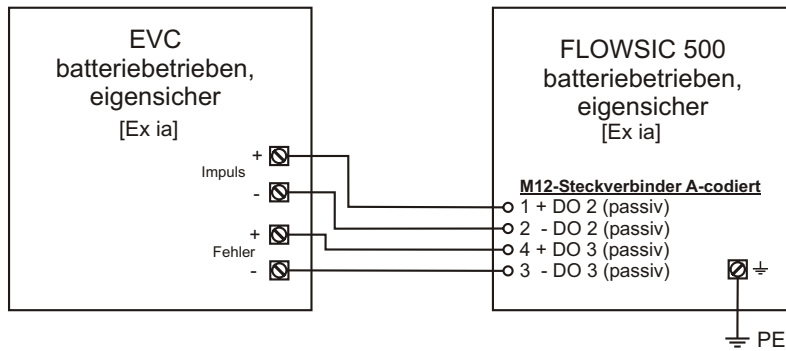 EVC
batteriebetrieben,
eigensicher
[Ex ia]
+
Impuls
-
+
Fehler
-
FLOWSIC 500
batteriebetrieben,
eigensicher
[Ex ia]
M12-Steckverbinder A-codiert
1 + DO 2 (passiv)
2 - DO 2 (passiv)
4 + DO 3 (passiv)
3 - DO 3 (passiv)
PE